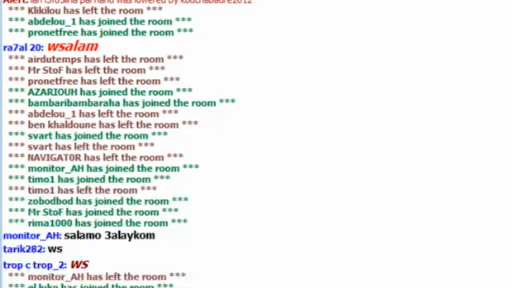 *** Klikilou has left the room ***
*** abdelou_1 has joined the room ***
*** pronetfree has joined the room ***
ra7al 20: wsalam
*** airdutemps has left the room ***
*** Mr StoF has left the room ***
*** pronetfree has left the room ***
*** AZARIOUH has joined the room ***
*** bambaribambaraha has joined the room ***
*** abdelou_1 has left the room ***
*** ben khaldoune has left the room ***
*** svart has joined the room ***
*** svart has left the room ***
*** NAVIGAT0R has left the room ***
*** monitor_AH has joined the room ***
*** timo1 has joined the room ***
*** timo1 has left the room ***
*** zobodbod has joined the room ***
*** Mr StoF has joined the room ***
*** rima1000 has joined the room ***
monitor_AH: salamo 3alaykom
tarik282: ws
trop c trop_2: ws
*** monitor_AH has left the room ***
has joined the room ***